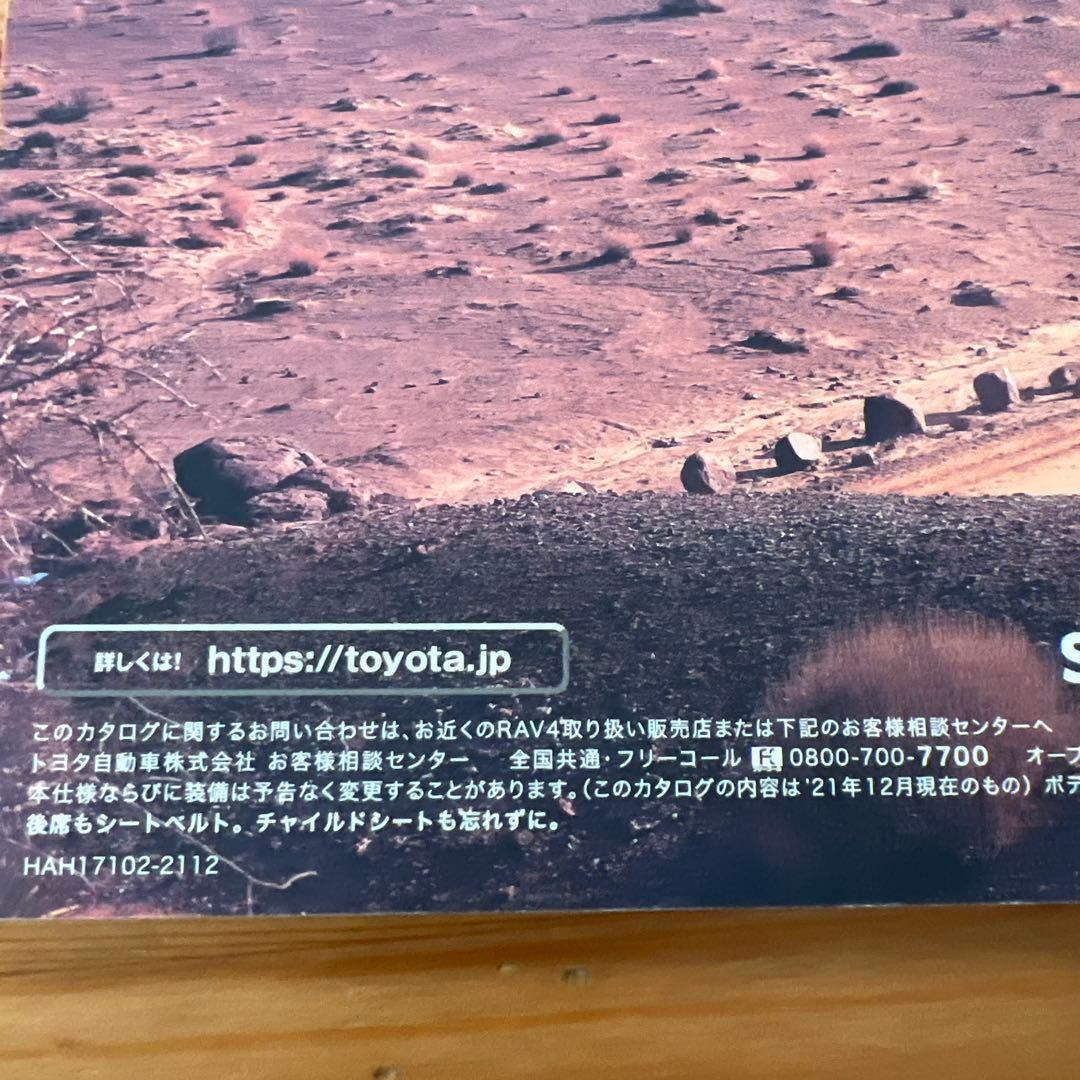 詳しくは! https://toyota.jp
S
このカタログに関するお問い合わせは、お近くのRAV4取り扱い販売店または下記のお客様相談センターへ
トヨタ自動車株式会社 お客様相談センター 全国共通・フリーコール 0800-700-7700 オープ
本仕様ならびに装備は予告なく変更することがあります。(このカタログの内容は'21年12月現在のもの) ボデ
後席もシートベルト。チャイルドシートも忘れずに。
HAH17102-2112